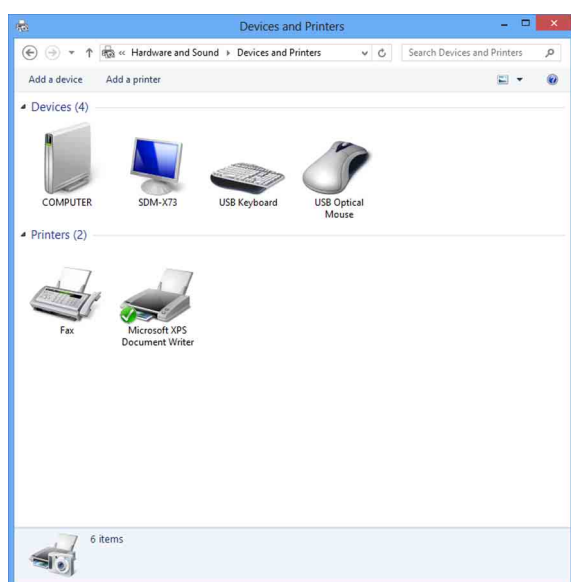 Devices and Printers
« Hardware and Sound Devices and Printers
Search Devices and Printers
Add a device Add a printer
Devices (4)
COMPUTER SDM-X73 USB Keyboard USB Optical
Mouse
Printers (2)
Fax Microsoft XPS
Document Writer
6 items